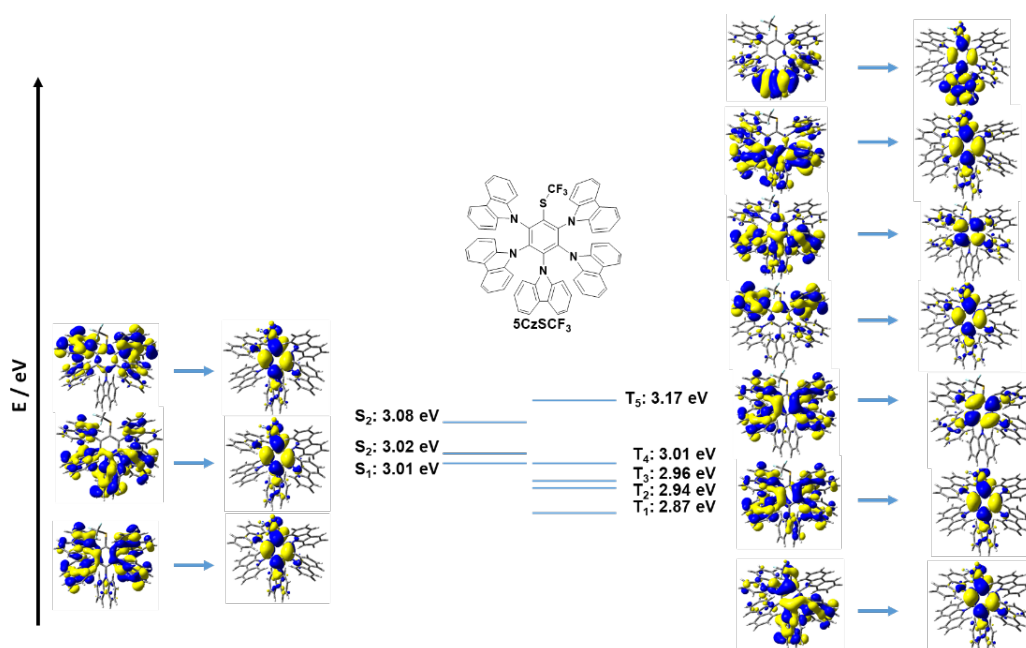 E / eV
CF₃
S
N
N
N
N
N
5CzSCF₃
S₂: 3.08 eV
S₂: 3.02 eV
S₁: 3.01 eV
T₅: 3.17 eV
T₄: 3.01 eV
T₃: 2.96 eV
T₂: 2.94 eV
T₁: 2.87 eV